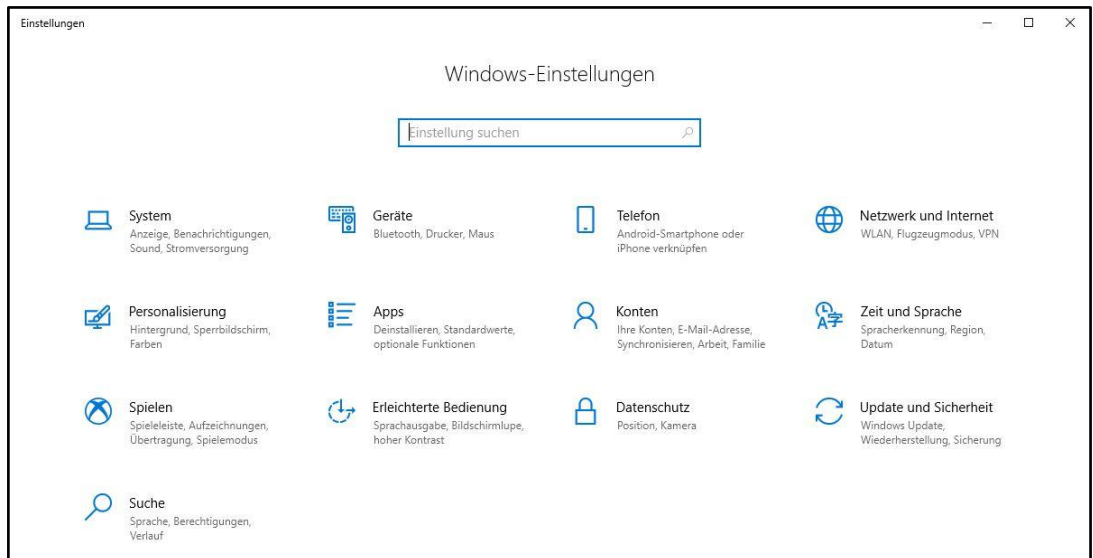 Einstellungen
Windows-Einstellungen
Einstellung suchen
System
Anzeige, Benachrichtigungen,
Sound, Stromversorgung
Geräte
Bluetooth, Drucker, Maus
Telefon
Android-Smartphone oder
iPhone verknüpfen
Netzwerk und Internet
WLAN, Flugzeugmodus, VPN
Personalisierung
Hintergrund, Sperrbildschirm,
Farben
Apps
Deinstallieren, Standardwerte,
optionale Funktionen
Konten
Ihre Konten, E-Mail-Adresse,
Synchronisieren, Arbeit, Familie
Zeit und Sprache
Spracherkennung, Region,
Datum
Spielen
Spieleleiste, Aufzeichnungen,
Übertragung, Spielemodus
Erleichterte Bedienung
Sprachausgabe, Bildschirmlupe,
hoher Kontrast
Datenschutz
Position, Kamera
Update und Sicherheit
Windows Update,
Wiederherstellung, Sicherung
Suche
Sprache, Berechtigungen,
Verlauf